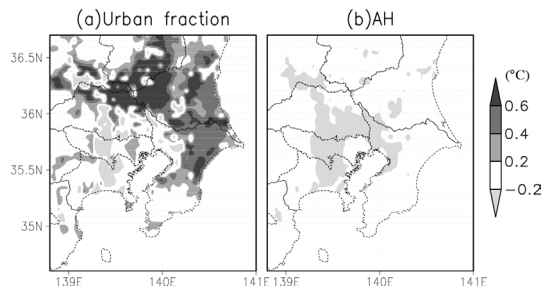 (a)Urban fraction
(b)AH
36.5N
36N
35.5N
35N
139E
140E
141E
139E
140E
141E
(℃)
0.6
0.4
0.2
−0.2